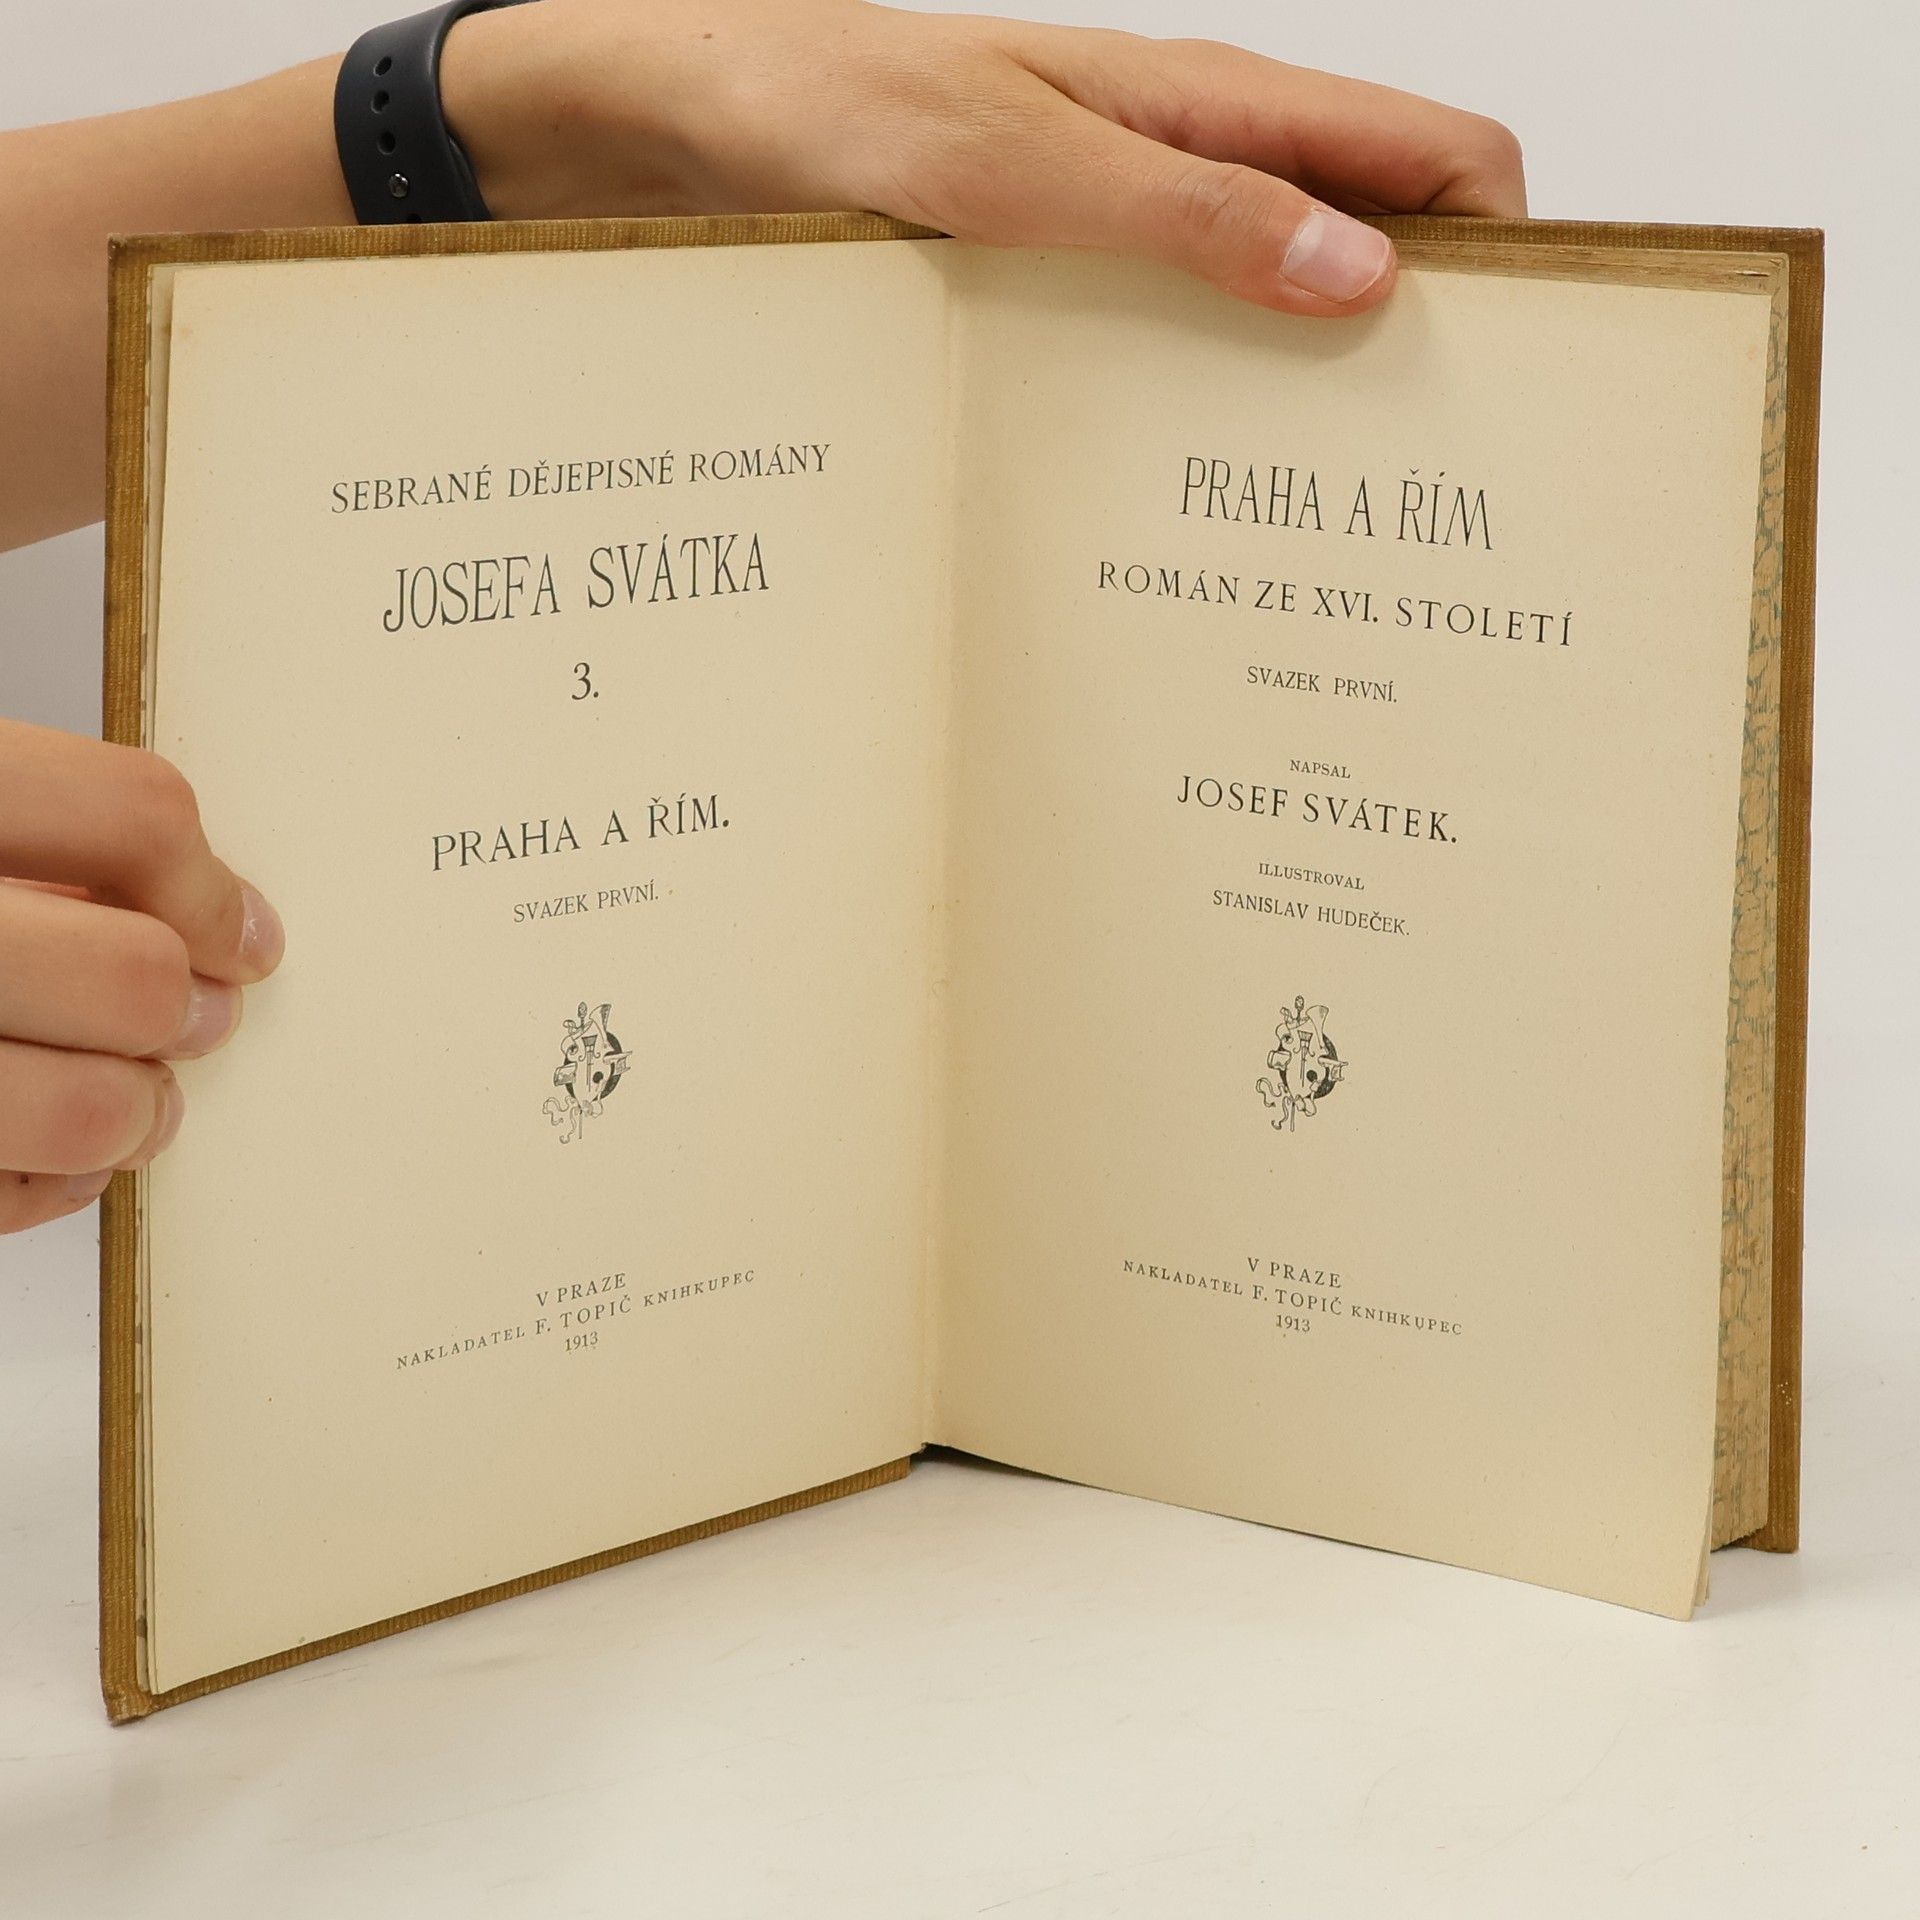 SEBRANÉ DĚJEPISNÉ ROMÁNY
JOSEFA SVÁTKA
3.
PRAHA A ŘÍM.
SVAZEK PRVNÍ.
V PRAZE
NAKLADATEL F. TOPIČ KNIHKUPEC
1913
PRAHA A ŘÍM
ROMÁN ZE XVI. STOLETÍ
SVAZEK PRVNÍ.
NAPSAL
JOSEF SVÁTEK.
ILLUSTROVAL
STANISLAV HUDEČEK.
V PRAZE
NAKLADATEL F. TOPIČ KNIHKUPEC
1913